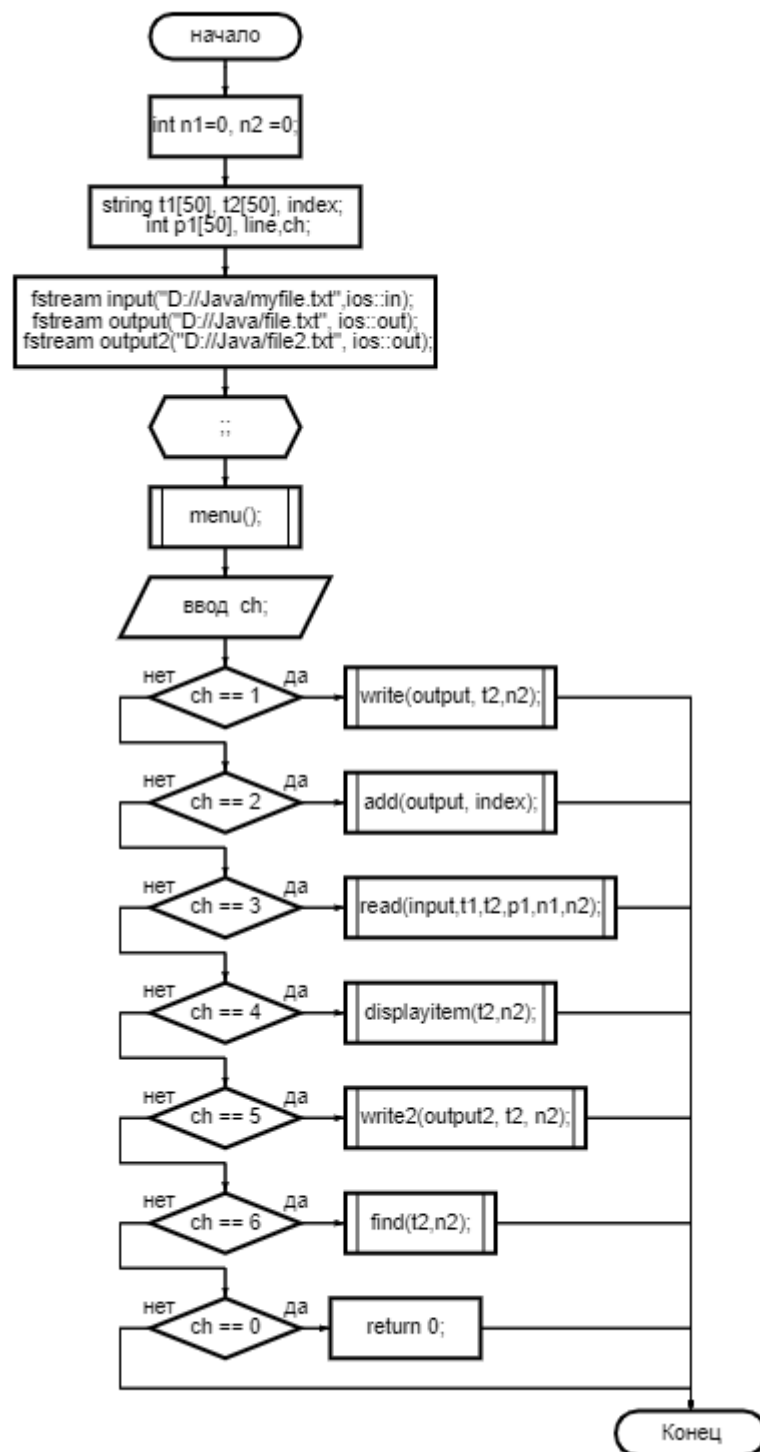 начало
int n1=0, n2 =0;
string t1[50], t2[50], index;
int p1[50], line,ch;
fstream input("D://Java/myfile.txt",ios::in);
fstream output("D://Java/file.txt", ios::out);
fstream output2("D://Java/file2.txt", ios::out);
;;
menu();
ввод ch;
нет
да
ch == 1
write(output, t2,n2);
нет
да
ch == 2
add(output, index);
нет
да
ch == 3
read(input,t1,t2,p1,n1,n2);
нет
да
ch == 4
displayitem(t2,n2);
нет
да
ch == 5
write2(output2, t2, n2);
нет
да
ch == 6
find(t2,n2);
нет
да
ch == 0
return 0;
Конец